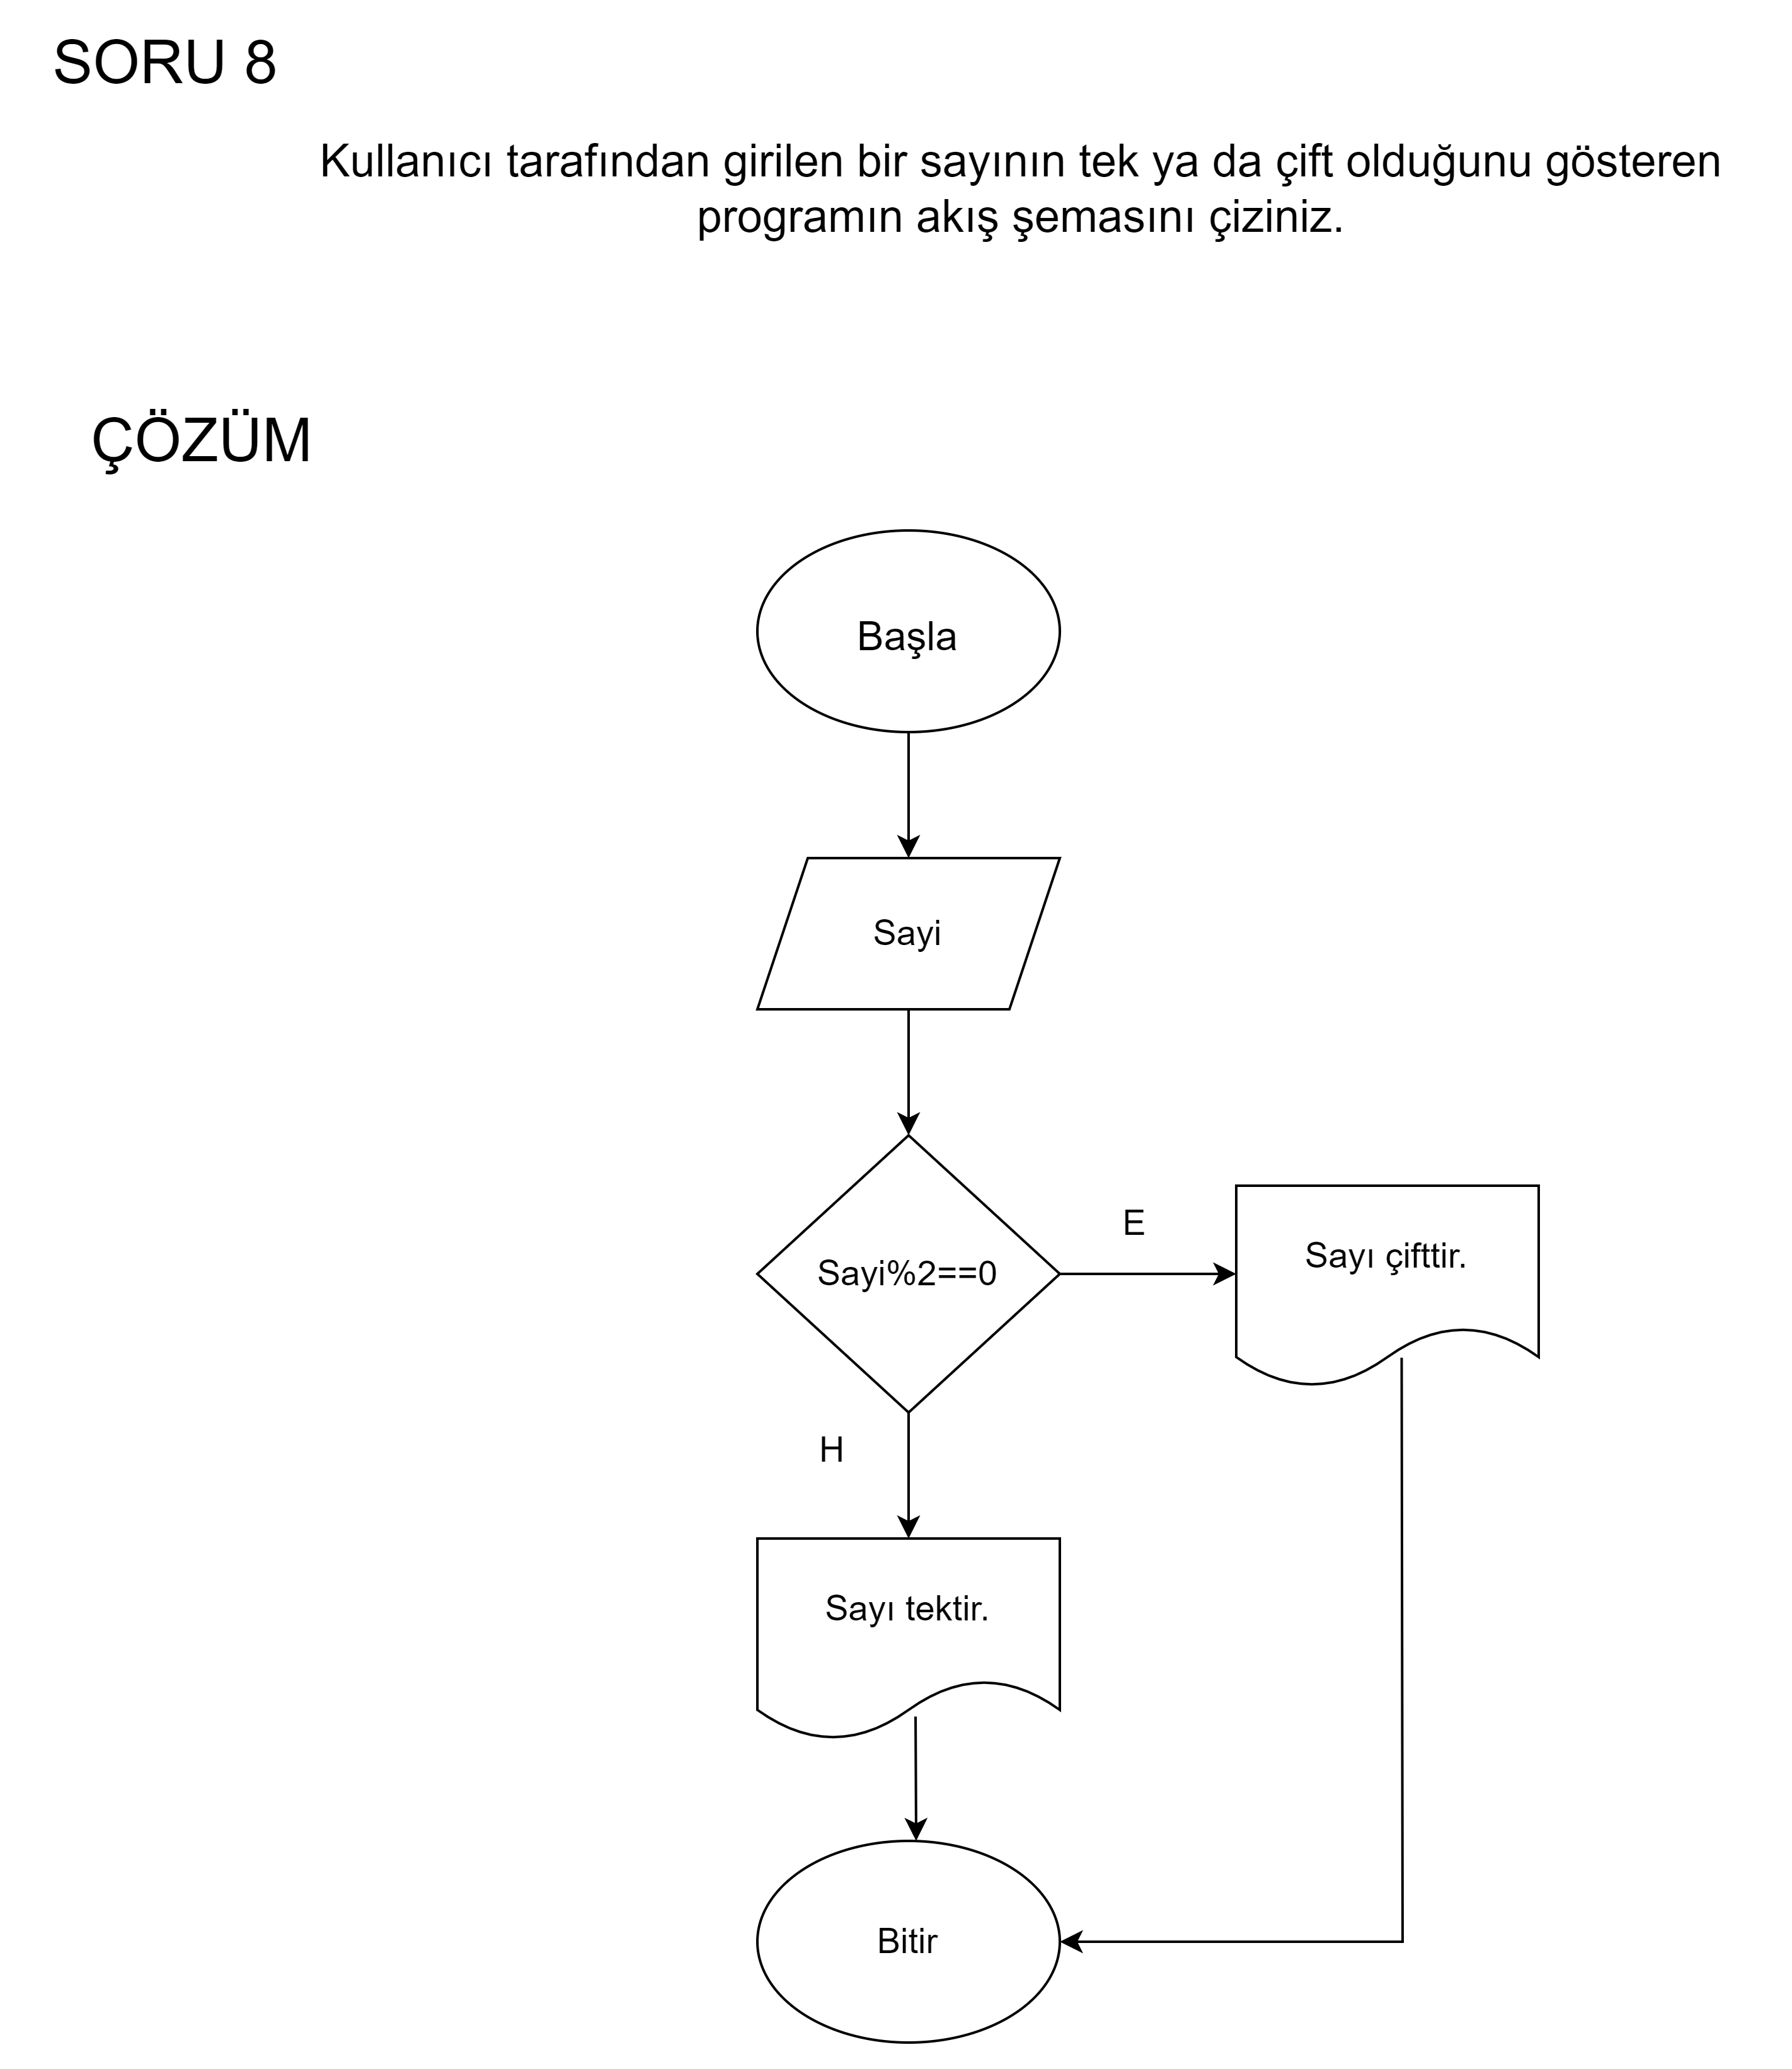 SORU 8
Kullanıcı tarafından girilen bir sayının tek ya da çift olduğunu gösteren
programın akış şemasını çiziniz.
ÇÖZÜM
Başla
Sayi
Sayi%2==0
E
Sayı çifttir.
H
Sayı tektir.
Bitir